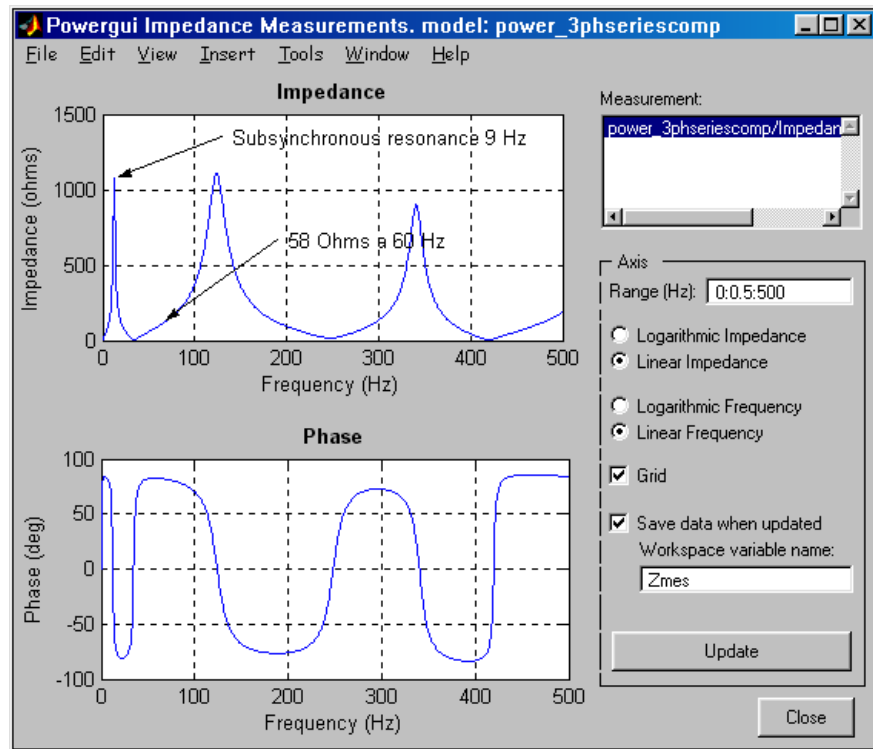 Powergui Impedance Measurements. model: power_3phseriescomp
File Edit View Insert Tools Window Help
Impedance
1500
1000
500
0
Impedance (ohms)
Subsynchronous resonance 9 Hz
58 Ohms a 60 Hz
0 100 200 300 400 500
Frequency (Hz)
Phase
100
50
0
-50
-100
Phase (deg)
0 100 200 300 400 500
Frequency (Hz)
Measurement:
power_3phseriescomp/Impedan
Axis
Range (Hz): 0:0.5:500
Logarithmic Impedance
Linear Impedance
Logarithmic Frequency
Linear Frequency
Grid
Save data when updated
Workspace variable name:
Zmes
Update
Close